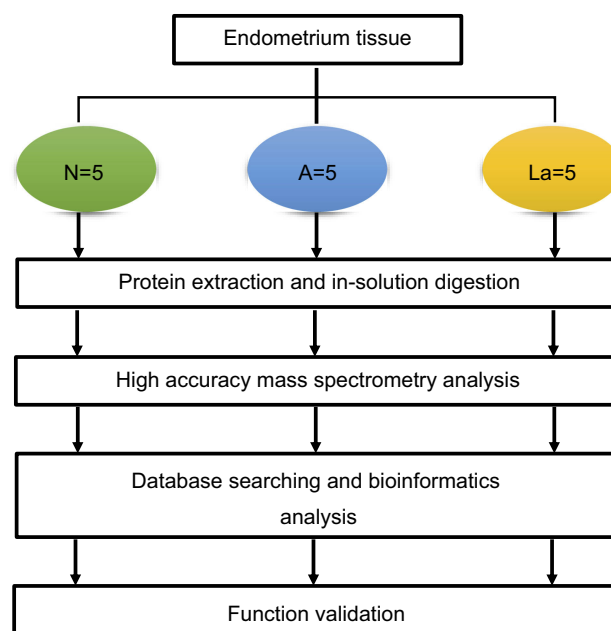 Endometrium tissue
N=5
A=5
La=5
Protein extraction and in-solution digestion
High accuracy mass spectrometry analysis
Database searching and bioinformatics
analysis
Function validation